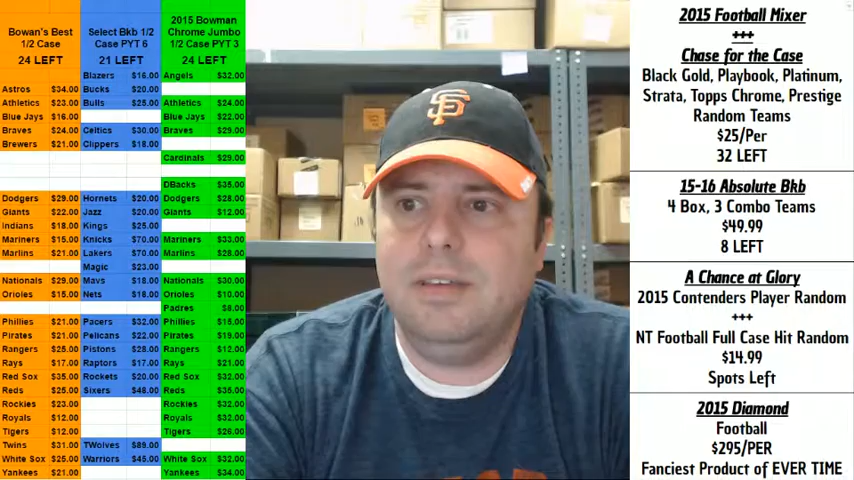 Bowan's Best
1/2 Case
24 LEFT
Astros $34.00
Athletics $23.00
Blue Jays $16.00
Braves $24.00
Brewers $21.00
Dodgers $29.00
Giants $22.00
Indians $18.00
Mariners $15.00
Marlins $21.00
Nationals $29.00
Orioles $15.00
Phillies $21.00
Pirates $21.00
Rangers $25.00
Rays $17.00
Red Sox $35.00
Reds $25.00
Rockies $23.00
Royals $12.00
Tigers $12.00
Twins $31.00
White Sox $25.00
Yankees $21.00
Select Bkb 1/2
Case PYT 6
21 LEFT
Blazers $16.00
Bucks $20.00
Bulls $25.00
Celtics $30.00
Clippers $18.00
Hornets $20.00
Jazz $20.00
Kings $25.00
Knicks $70.00
Lakers $70.00
Magic $23.00
Mavs $18.00
Nets $18.00
Pacers $32.00
Pelicans $22.00
Pistons $28.00
Raptors $17.00
Rockets $20.00
Sixers $48.00
TWolves $89.00
Warriors $45.00
2015 Bowman
Chrome Jumbo
1/2 Case PYT 3
24 LEFT
Angels $32.00
Athletics $24.00
Blue Jays $22.00
Braves $29.00
Cardinals $29.00
DBacks $35.00
Dodgers $28.00
Giants $12.00
Mariners $33.00
Marlins $28.00
Nationals $30.00
Orioles $10.00
Padres $8.00
Phillies $15.00
Pirates $19.00
Rangers $12.00
Rays $21.00
Red Sox $32.00
Reds $35.00
Rockies $32.00
Royals $32.00
Tigers $26.00
White Sox $32.00
Yankees $34.00
SF
2015 Football Mixer
+++
Chase for the Case
Black Gold, Playbook, Platinum,
Strata, Topps Chrome, Prestige
Random Teams
$25/Per
32 LEFT
15-16 Absolute Bkb
4 Box, 3 Combo Teams
$49.99
8 LEFT
A Chance at Glory
2015 Contenders Player Random
+++
NT Football Full Case Hit Random
$14.99
Spots Left
2015 Diamond
Football
$295/PER
Fanciest Product of EVER TIME